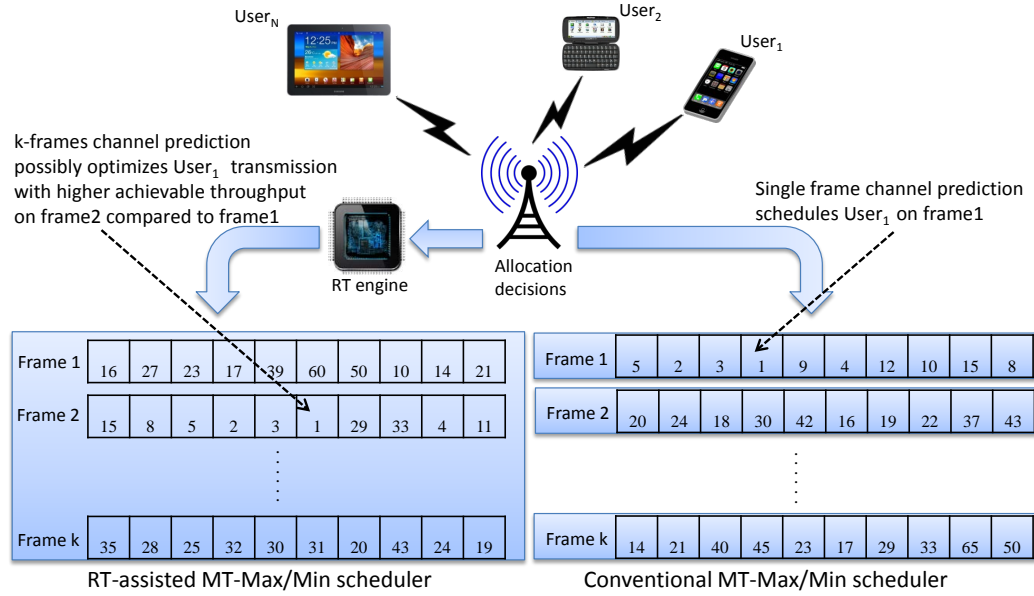 User_N
User_2
User_1
12:25
k-frames channel prediction
possibly optimizes User_1 transmission
with higher achievable throughput
on frame2 compared to frame1
Single frame channel prediction
schedules User_1 on frame1
RT engine
Allocation
decisions
Frame 1 16 27 23 17 39 60 50 10 14 21
Frame 2 15 8 5 2 3 1 29 33 4 11
Frame k 35 28 25 32 30 31 20 43 24 19
RT-assisted MT-Max/Min scheduler
Frame 1 5 2 3 1 9 4 12 10 15 8
Frame 2 20 24 18 30 42 16 19 22 37 43
Frame k 14 21 40 45 23 17 29 33 65 50
Conventional MT-Max/Min scheduler